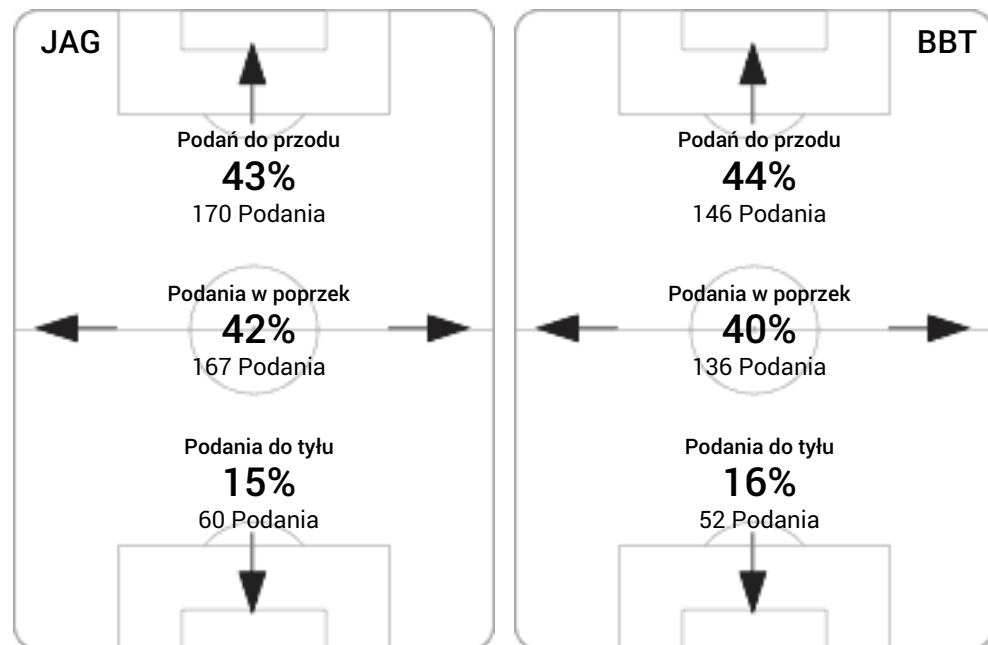 JAG
Podań do przodu
43%
170 Podania
Podania w poprzek
42%
167 Podania
Podania do tyłu
15%
60 Podania
BBT
Podań do przodu
44%
146 Podania
Podania w poprzek
40%
136 Podania
Podania do tyłu
16%
52 Podania